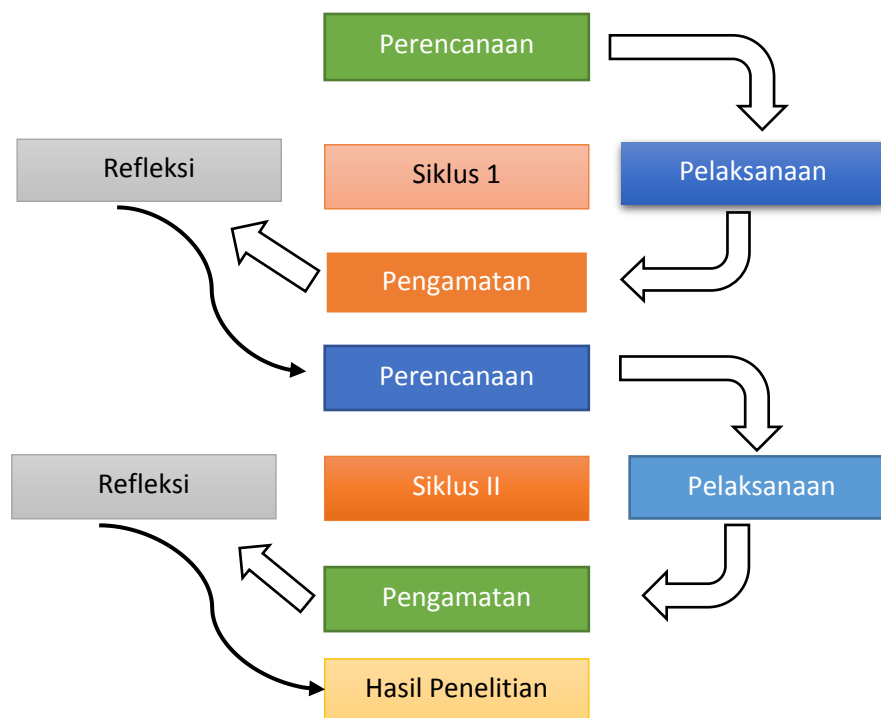 Perencanaan
Refleksi
Siklus 1
Pelaksanaan
Pengamatan
Perencanaan
Refleksi
Siklus II
Pelaksanaan
Pengamatan
Hasil Penelitian